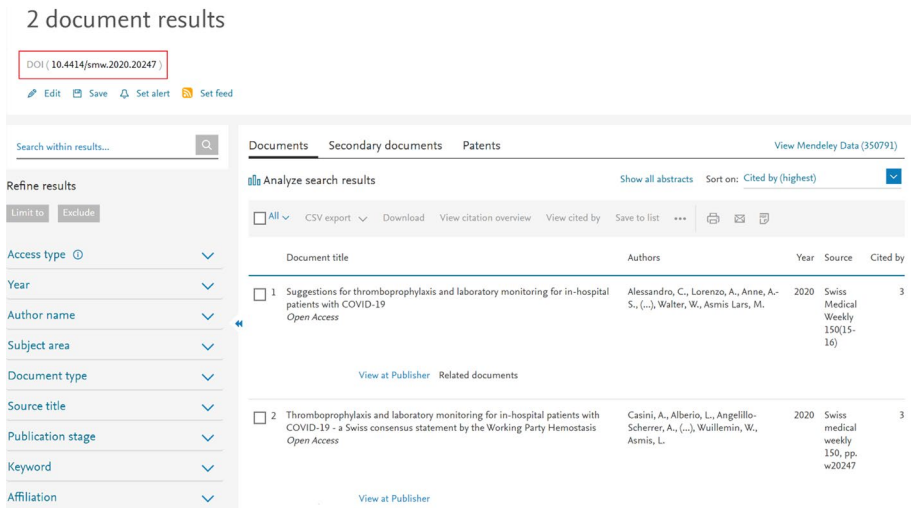 2 document results
DOI ( 10.4414/smw.2020.20247 )
Edit Save Set alert Set feed
Search within results...
Refine results
Limit to Exclude
Access type
Year
Author name
Subject area
Document type
Source title
Publication stage
Keyword
Affiliation
Documents Secondary documents Patents View Mendeley Data (350791)
Analyze search results Show all abstracts Sort on: Cited by (highest)
All CSV export Download View citation overview View cited by Save to list •••
Document title Authors Year Source Cited by
1 Suggestions for thromboprophylaxis and laboratory monitoring for in-hospital Alessandro, C., Lorenzo, A., Anne, A.- 2020 Swiss 3
patients with COVID-19 S., (...), Walter, W., Asmis Lars, M. Medical
Open Access Weekly
150(15-
16)
View at Publisher Related documents
2 Thromboprophylaxis and laboratory monitoring for in-hospital patients with Casini, A., Alberio, L., Angelillo- 2020 Swiss 3
COVID-19 - a Swiss consensus statement by the Working Party Hemostasis Scherrer, A., (...), Wuillemin, W., medical
Open Access Asmis, L. weekly
150, pp.
w20247
View at Publisher